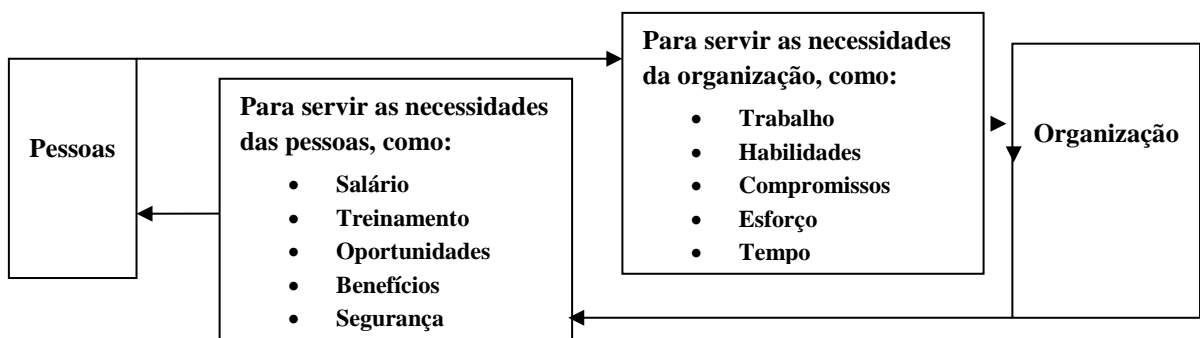 Pessoas
Para servir as necessidades
das pessoas, como:
• Salário
• Treinamento
• Oportunidades
• Benefícios
• Segurança
Para servir as necessidades
da organização, como:
• Trabalho
• Habilidades
• Compromissos
• Esforço
• Tempo
Organização